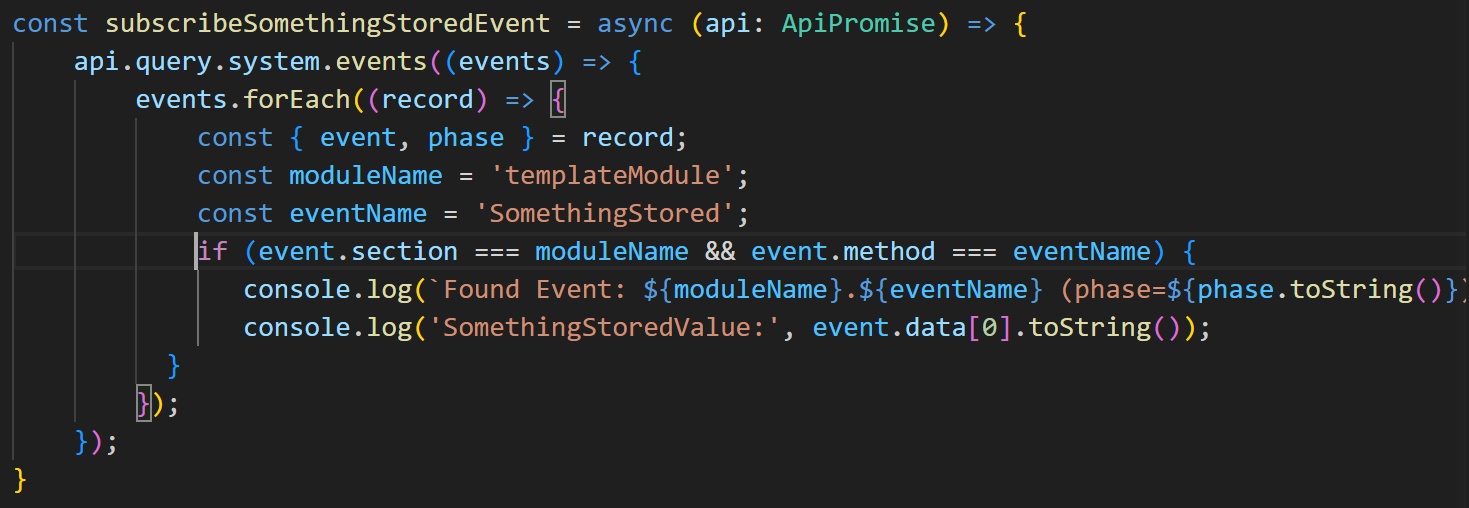 const subscribeSomethingStoredEvent = async (api: ApiPromise) => {
    api.query.system.events((events) => {
        events.forEach((record) => {
            const { event, phase } = record;
            const moduleName = 'templateModule';
            const eventName = 'SomethingStored';
            if (event.section === moduleName && event.method === eventName) {
               console.log(`Found Event: ${moduleName}.${eventName} (phase=${phase.toString()})
               console.log('SomethingStoredValue:', event.data[0].toString());
          }
        });
    });
}